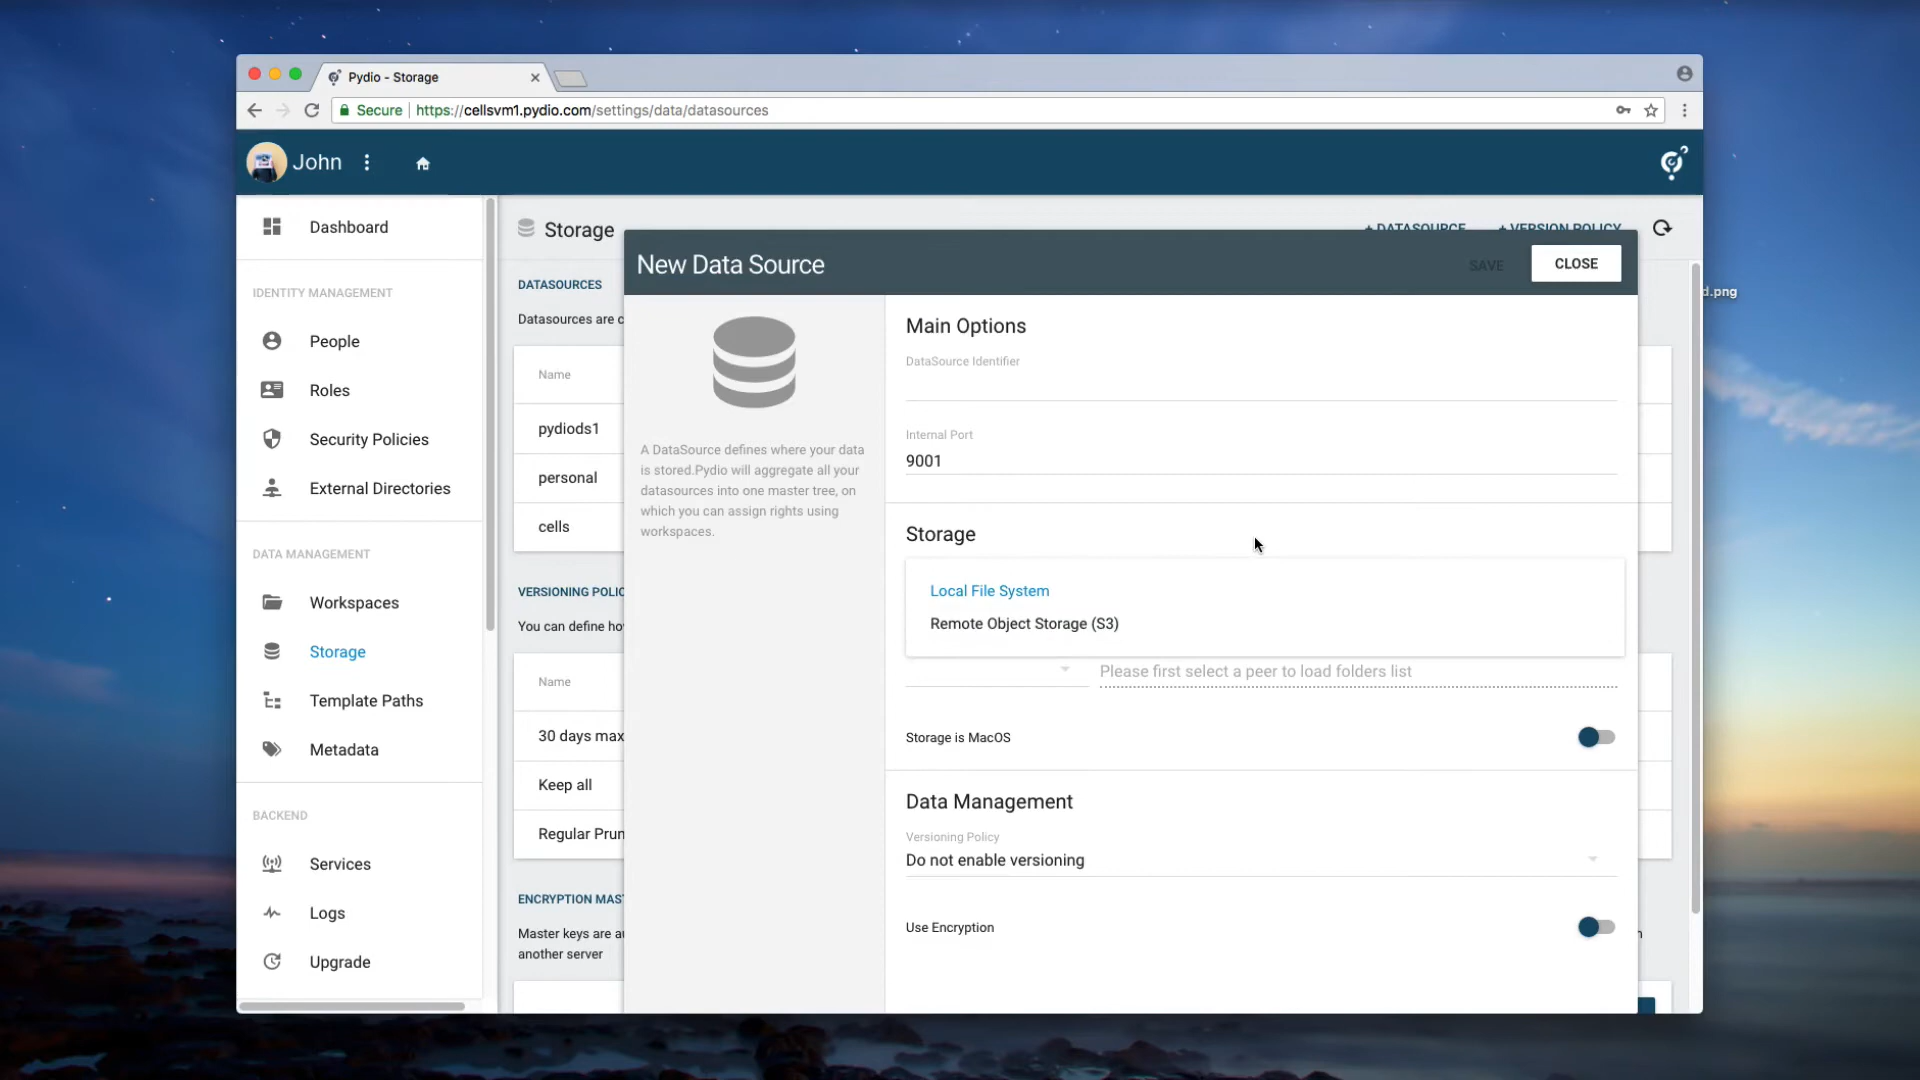 Pydio - Storage
Secure | https://cellsvm1.pydio.com/settings/data/datasources
John
Dashboard
IDENTITY MANAGEMENT
People
Roles
Security Policies
External Directories
DATA MANAGEMENT
Workspaces
Storage
Template Paths
Metadata
BACKEND
Services
Logs
Upgrade
Storage
+ DATASOURCE
+ VERSION POLICY
DATASOURCES
Datasources are c
Name
pydiods1
personal
cells
VERSIONING POLIC
You can define ho
Name
30 days max
Keep all
Regular Prun
ENCRYPTION MAS
Master keys are au
another server
New Data Source
SAVE
CLOSE
A DataSource defines where your data
is stored.Pydio will aggregate all your
datasources into one master tree, on
which you can assign rights using
workspaces.
Main Options
DataSource Identifier
Internal Port
9001
Storage
Local File System
Remote Object Storage (S3)
Please first select a peer to load folders list
Storage is MacOS
Data Management
Versioning Policy
Do not enable versioning
Use Encryption
d.png